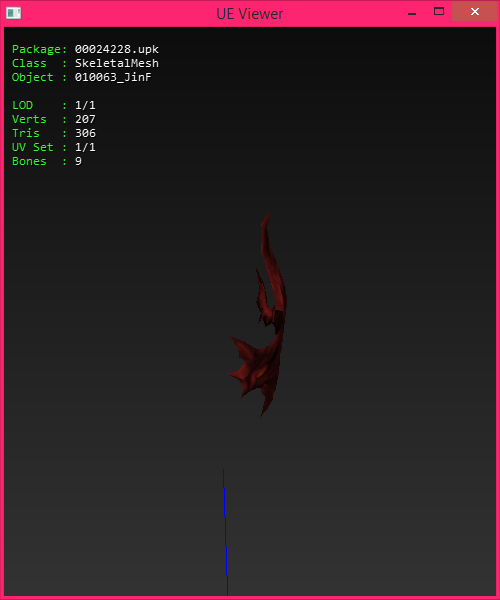 UE Viewer
Package: 00024228.upk
Class : SkeletalMesh
Object : 010063_JinF
LOD : 1/1
Verts : 207
Tris : 306
UV Set : 1/1
Bones : 9